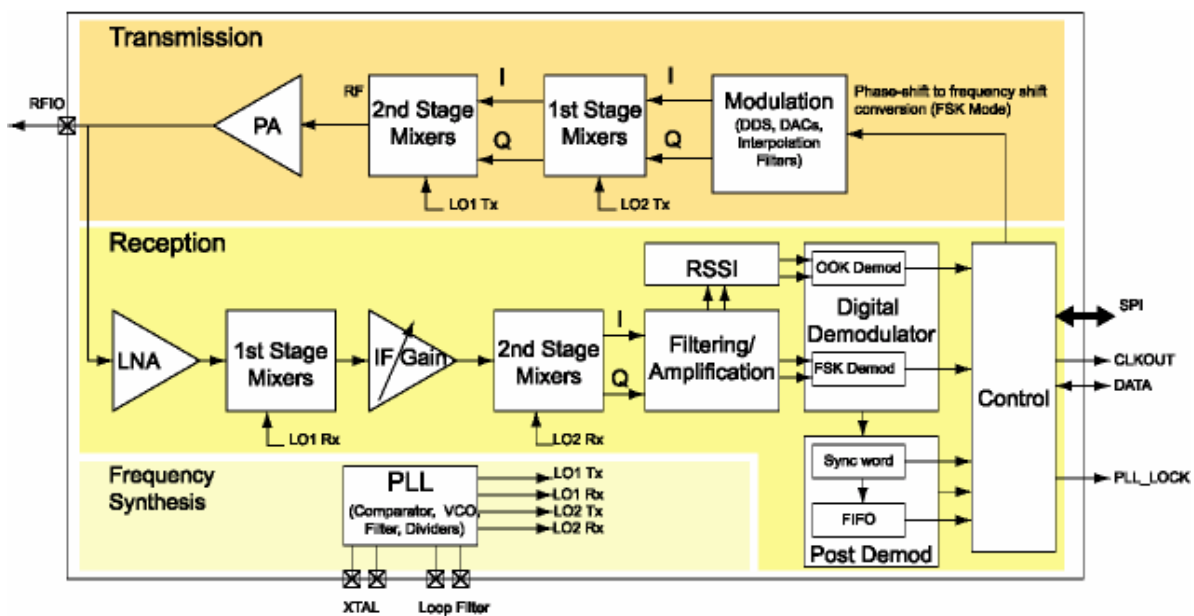 Transmission
RFIO
PA
RF
2nd Stage
Mixers
LO1 Tx
I
Q
1st Stage
Mixers
LO2 Tx
I
Q
Modulation
(DDS, DACs,
Interpolation
Filters)
Phase-shift to frequency shift
conversion (FSK Mode)
Reception
LNA
1st Stage
Mixers
LO1 Rx
IF Gain
2nd Stage
Mixers
LO2 Rx
I
Q
RSSI
Filtering/
Amplification
OOK Demod
Digital
Demodulator
FSK Demod
Sync word
FIFO
Post Demod
Control
SPI
CLKOUT
DATA
PLL_LOCK
Frequency
Synthesis
PLL
(Comparator, VCO,
Filter, Dividers)
LO1 Tx
LO1 Rx
LO2 Tx
LO2 Rx
XTAL
Loop Filter